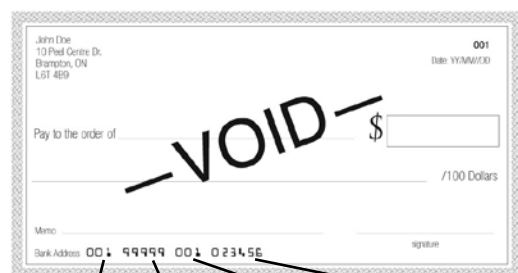 John Doe
10 Peel Centre Dr.
Brampton, ON
L6T 4B9
001
Date: YY/MM//DD
Pay to the order of
$
—VOID—
/100 Dollars
Memo
signature
Bank Address 001 99999 001 023456